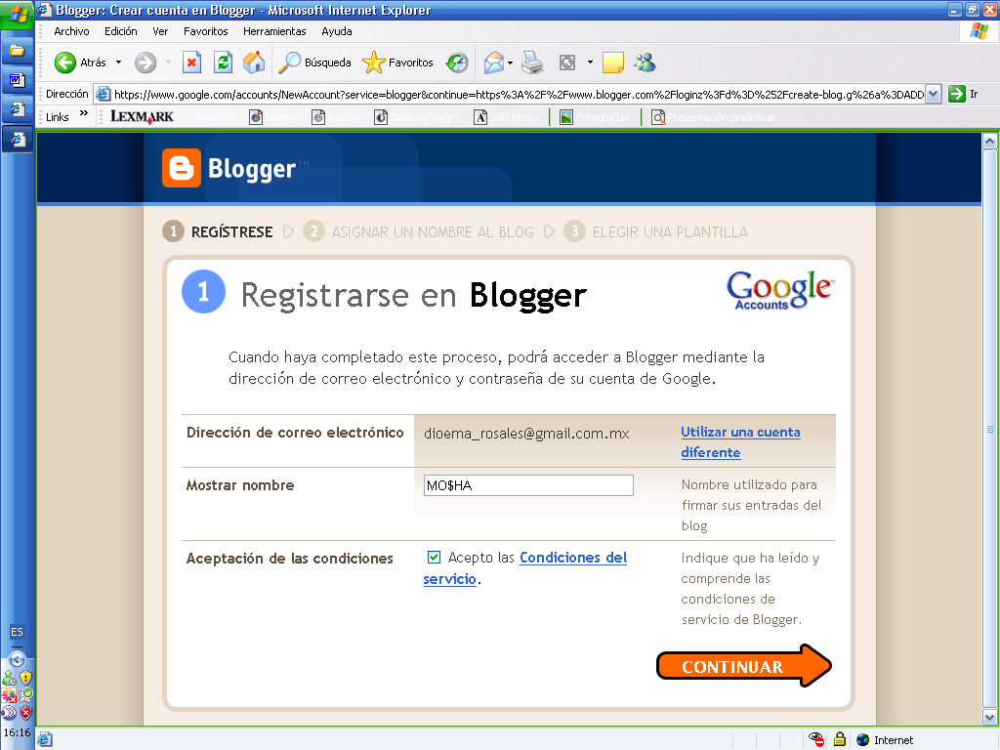 Blogger: Crear cuenta en Blogger - Microsoft Internet Explorer
Archivo Edición Ver Favoritos Herramientas Ayuda
Atrás Búsqueda Favoritos
Dirección https://www.google.com/accounts/NewAccount?service=blogger&continue=https%3A%2F%2Fwww.blogger.com%2Floginz%3Fd%3D%252Fcreate-blog.g%26a%3DADD Ir
Links » LEXMARK Imprimir Normal Rápida Blanco y negro Sólo texto Fotografías Presentación preliminar
Blogger™
1 REGÍSTRESE 2 ASIGNAR UN NOMBRE AL BLOG 3 ELEGIR UNA PLANTILLA
1 Registrarse en Blogger
Google™
Accounts
Cuando haya completado este proceso, podrá acceder a Blogger mediante la
dirección de correo electrónico y contraseña de su cuenta de Google.
Dirección de correo electrónico dioema_rosales@gmail.com.mx Utilizar una cuenta
diferente
Mostrar nombre MO$HA Nombre utilizado para
firmar sus entradas del
blog
Aceptación de las condiciones Acepto las Condiciones del
servicio.
Indique que ha leído y
comprende las
condiciones de
servicio de Blogger.
CONTINUAR
ES
16:16
Internet